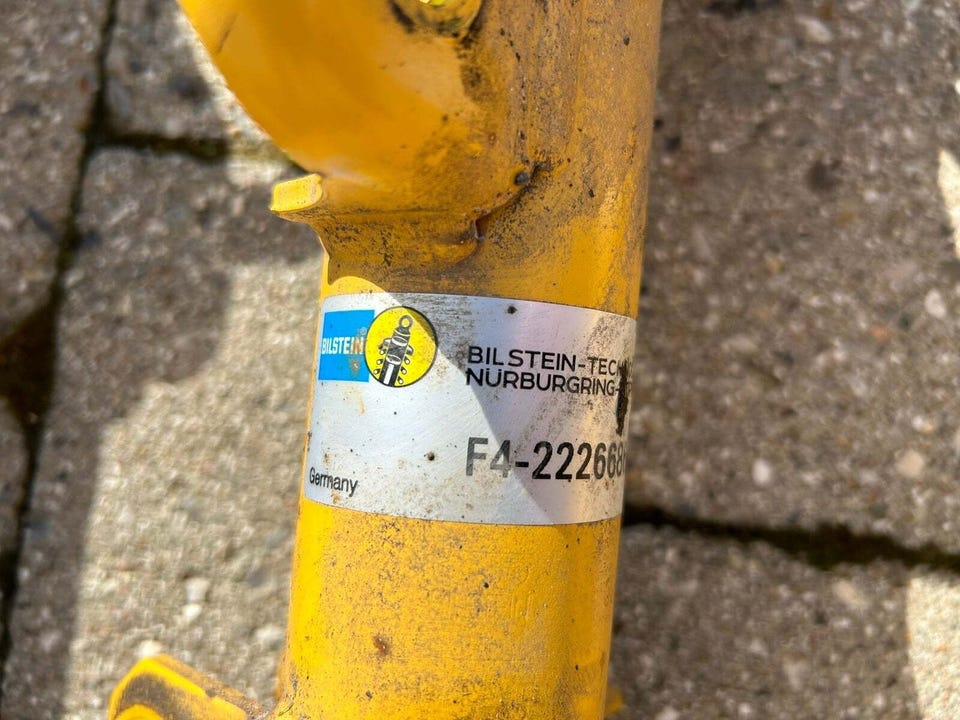 BILSTEIN
BILSTEIN-TECH
NÜRBURGRING-
F4-222668
Germany